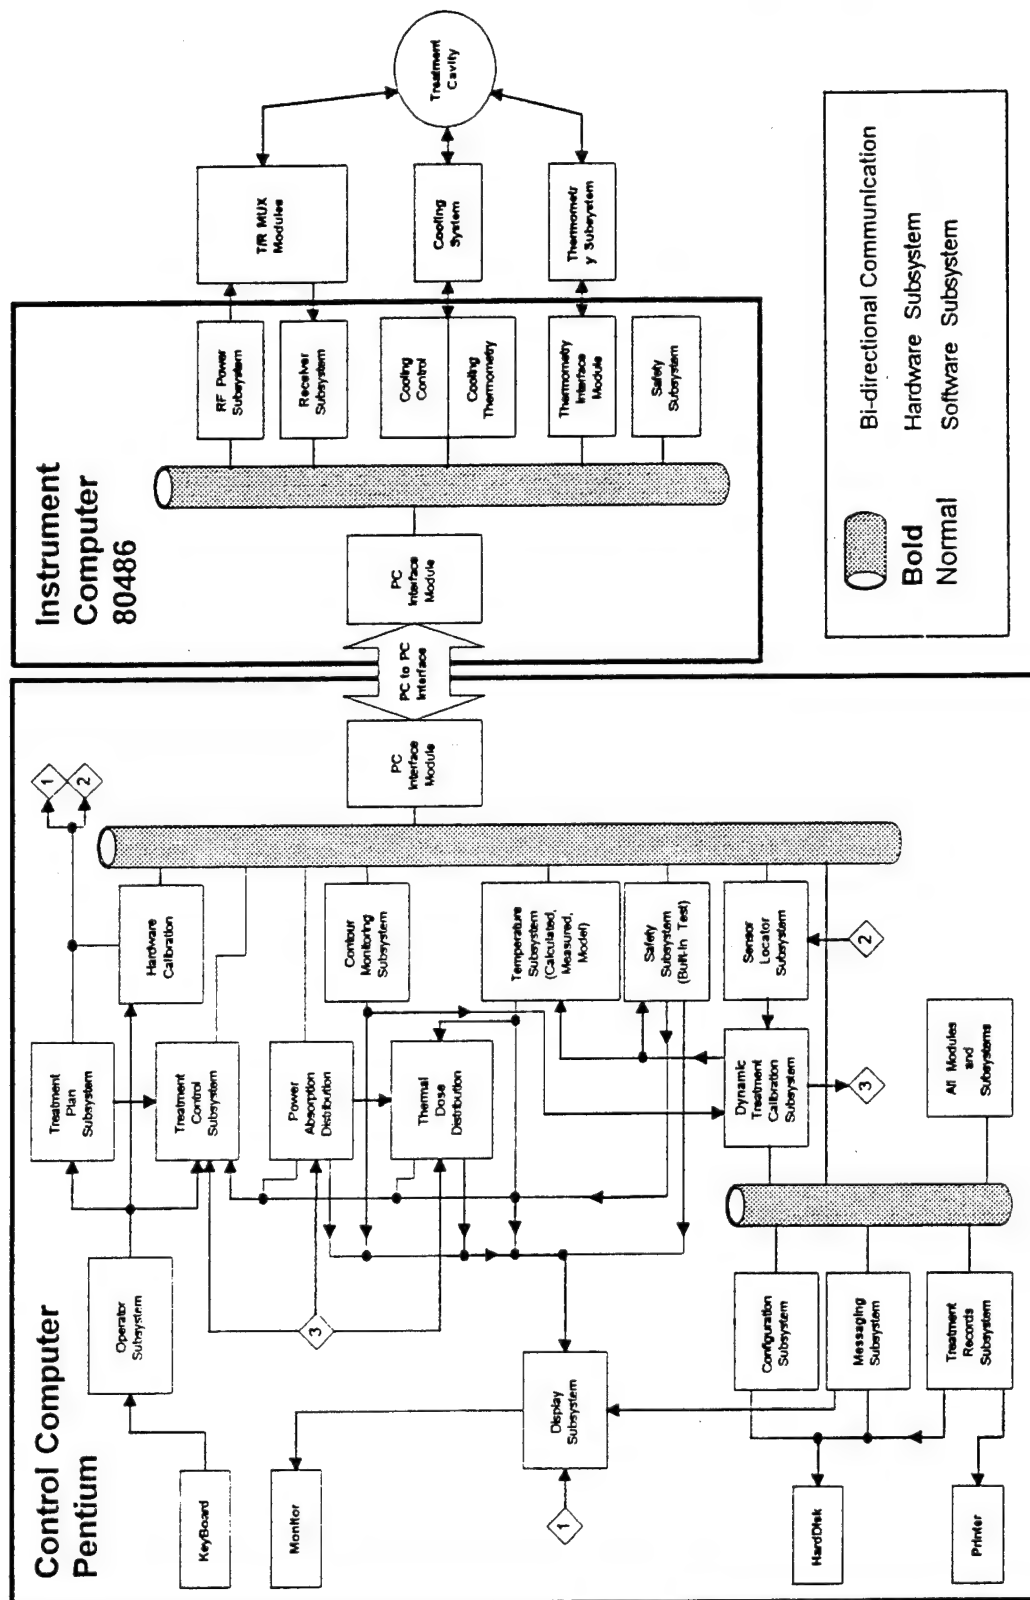 Control Computer
Pentium
KeyBoard
Monitor
Operator
Subsystem
1
Display
Subsystem
HardDisk
Printer
3
Configuration
Subsystem
Messaging
Subsystem
Treatment
Records
Subsystem
Treatment
Plan
Subsystem
Treatment
Control
Subsystem
Power
Absorption
Distribution
Thermal
Dose
Distribution
Dynamic
Treatment
Calibration
Subsystem
3
All Modules
and
Subsystems
Hardware
Calibration
Contour
Monitoring
Subsystem
Temperature
Subsystem
(Calculated,
Measured,
Model)
Safety
Subsystem
(Built-In Test)
Sensor
Locator
Subsystem
2
1
2
PC
Interface
Module
PC to PC
Interface
Instrument
Computer
80486
PC
Interface
Module
RF Power
Subsystem
Receiver
Subsystem
Cooling
Control
Cooling
Thermometry
Thermometry
Interface
Module
Safety
Subsystem
T/R MUX
Modules
Cooling
System
Thermometr
y Subsystem
Treatment
Cavity
Bi-directional Communication
Bold Hardware Subsystem
Normal Software Subsystem